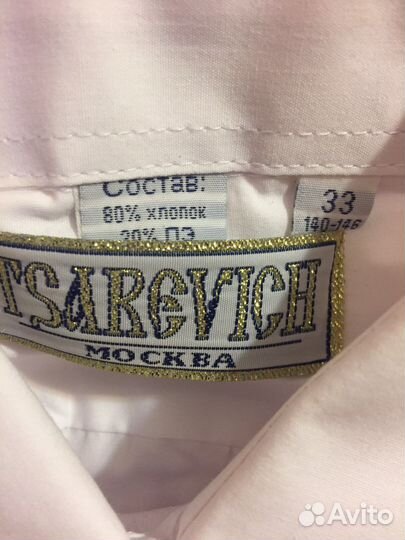 Состав:
80% хлопок
20% ПЭ
33
140-146
TSAREVICH
МОСКВА
Avito